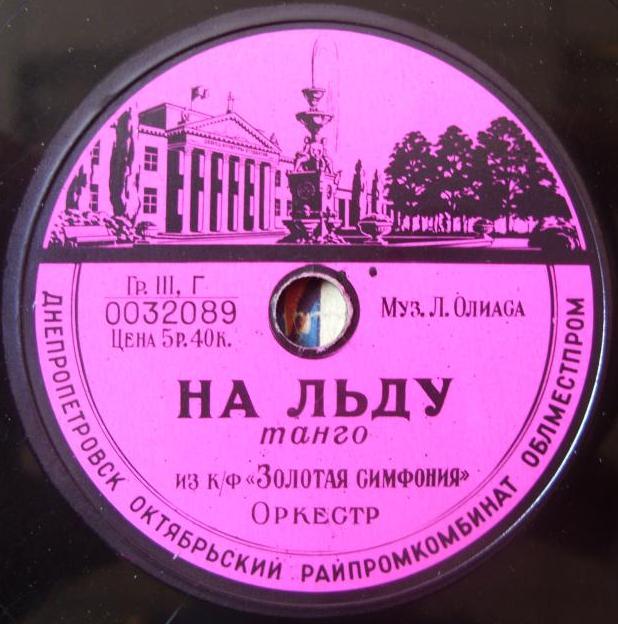 Гр. III, Г
0032089
Цена 5р. 40к.
Муз. Л. Олиаса
НА ЛЬДУ
танго
из к/ф «Золотая симфония»
Оркестр
ДНЕПРОПЕТРОВСК ОКТЯБРЬСКИЙ РАЙПРОМКОМБИНАТ ОБЛМЕСТПРОМ